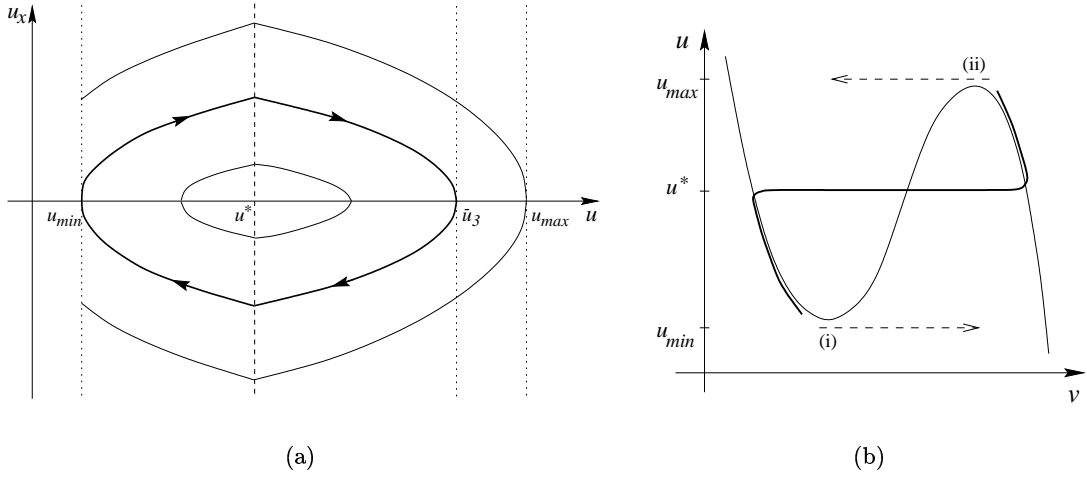 u_x
u_min
u*
ū_3
u_max
u
(a)
u
(ii)
u_max
u*
u_min
(i)
v
(b)